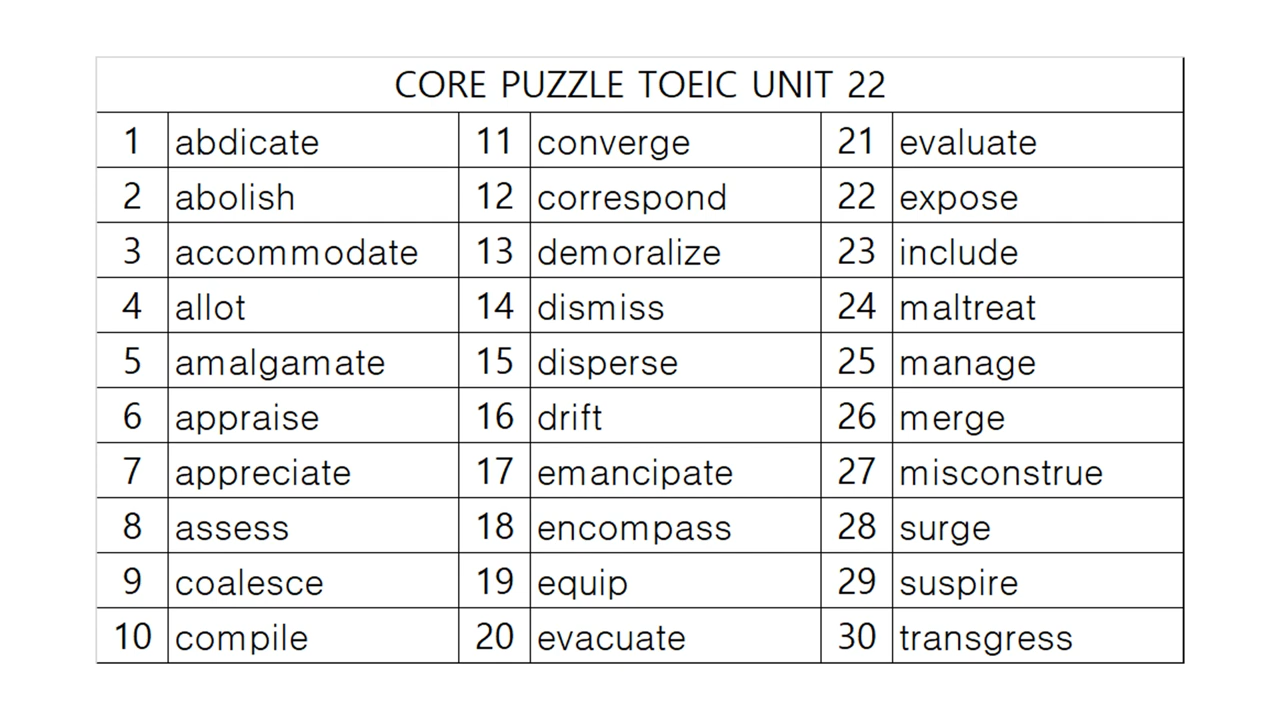 CORE PUZZLE TOEIC UNIT 22
1 abdicate 11 converge 21 evaluate
2 abolish 12 correspond 22 expose
3 accommodate 13 demoralize 23 include
4 allot 14 dismiss 24 maltreat
5 amalgamate 15 disperse 25 manage
6 appraise 16 drift 26 merge
7 appreciate 17 emancipate 27 misconstrue
8 assess 18 encompass 28 surge
9 coalesce 19 equip 29 suspire
10 compile 20 evacuate 30 transgress